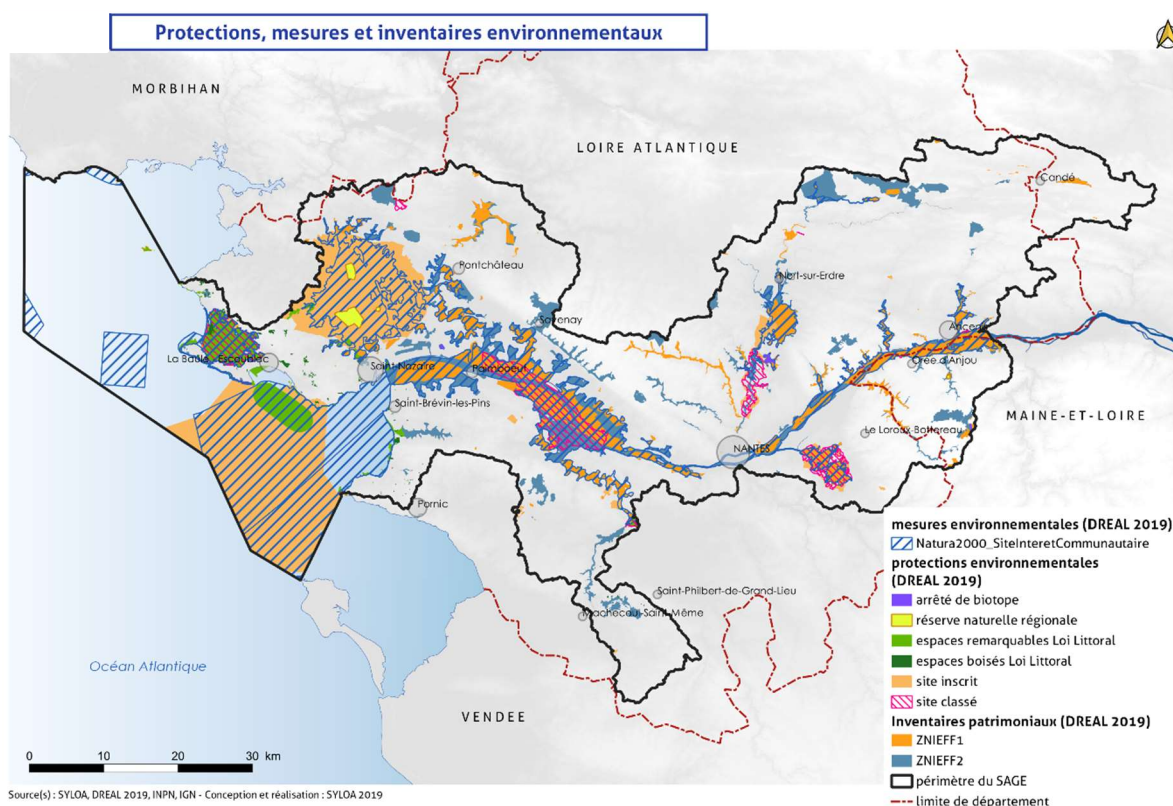 Protections, mesures et inventaires environnementaux
MORBIHAN
LOIRE ATLANTIQUE
Candé
Pontchâteau
Nort-sur-Erdre
Savenay
Ancenis
La Baule - Escoublac
Saint-Nazaire
Paimboeuf
Orée d'Anjou
Saint-Brévin-les-Pins
MAINE-ET-LOIRE
Le Loroux-Bottereau
NANTES
Pornic
mesures environnementales (DREAL 2019)
Natura2000_SiteInteretCommunautaire
protections environnementales
(DREAL 2019)
arrêté de biotope
réserve naturelle régionale
espaces remarquables Loi Littoral
espaces boisés Loi Littoral
site inscrit
site classé
Inventaires patrimoniaux (DREAL 2019)
ZNIEFF1
ZNIEFF2
périmètre du SAGE
limite de département
Saint-Philbert-de-Grand-Lieu
Machecoul-Saint-Même
Océan Atlantique
VENDEE
0 10 20 30 km
Source(s) : SYLOA, DREAL 2019, INPN, IGN - Conception et réalisation : SYLOA 2019